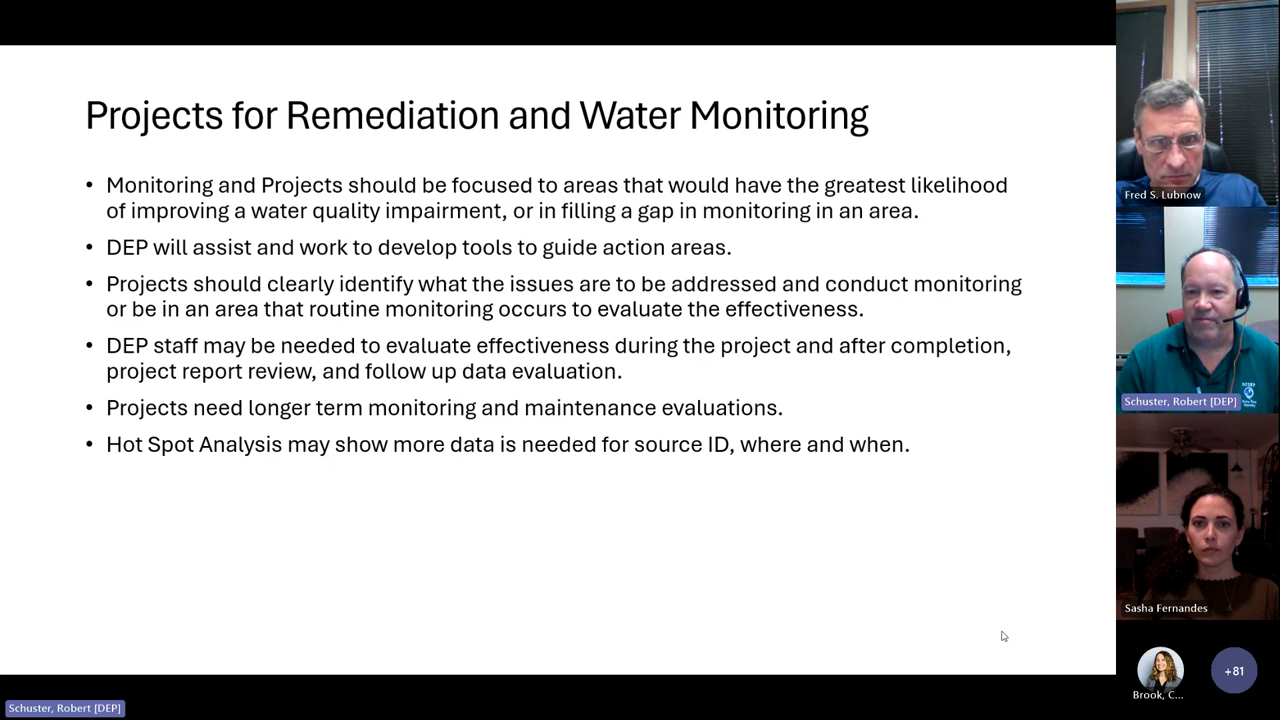 Projects for Remediation and Water Monitoring
• Monitoring and Projects should be focused to areas that would have the greatest likelihood
of improving a water quality impairment, or in filling a gap in monitoring in an area.
• DEP will assist and work to develop tools to guide action areas.
• Projects should clearly identify what the issues are to be addressed and conduct monitoring
or be in an area that routine monitoring occurs to evaluate the effectiveness.
• DEP staff may be needed to evaluate effectiveness during the project and after completion,
project report review, and follow up data evaluation.
• Projects need longer term monitoring and maintenance evaluations.
• Hot Spot Analysis may show more data is needed for source ID, where and when.
Fred S. Lubnow
Schuster, Robert [DEP]
Sasha Fernandes
Brook, C...
+81
Schuster, Robert [DEP]